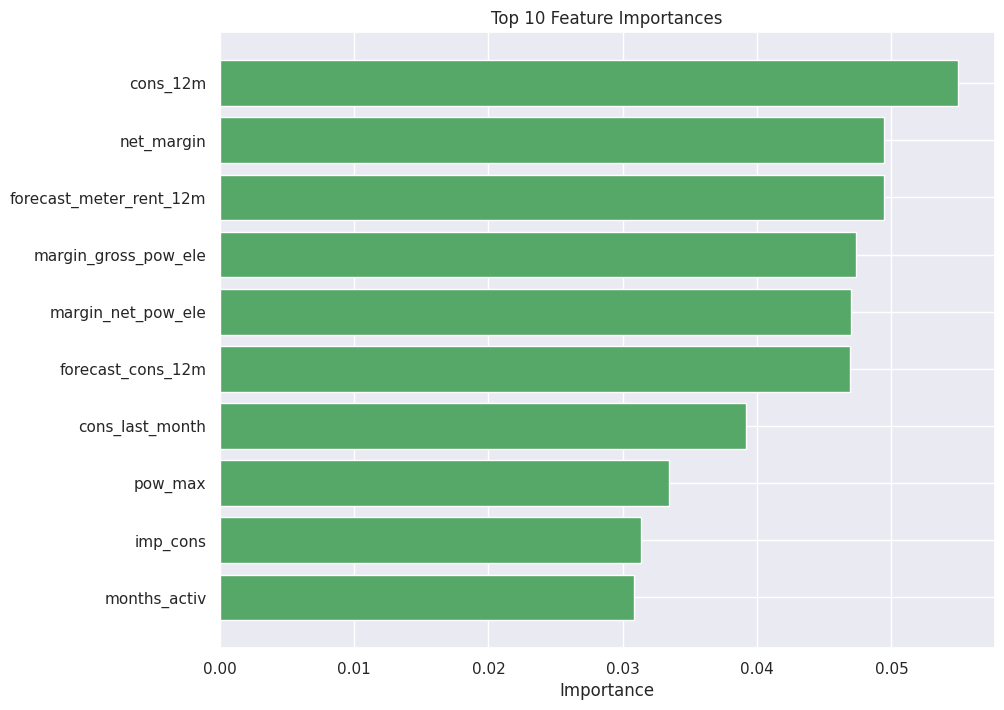 Top 10 Feature Importances
cons_12m
net_margin
forecast_meter_rent_12m
margin_gross_pow_ele
margin_net_pow_ele
forecast_cons_12m
cons_last_month
pow_max
imp_cons
months_activ
0.00 0.01 0.02 0.03 0.04 0.05
Importance